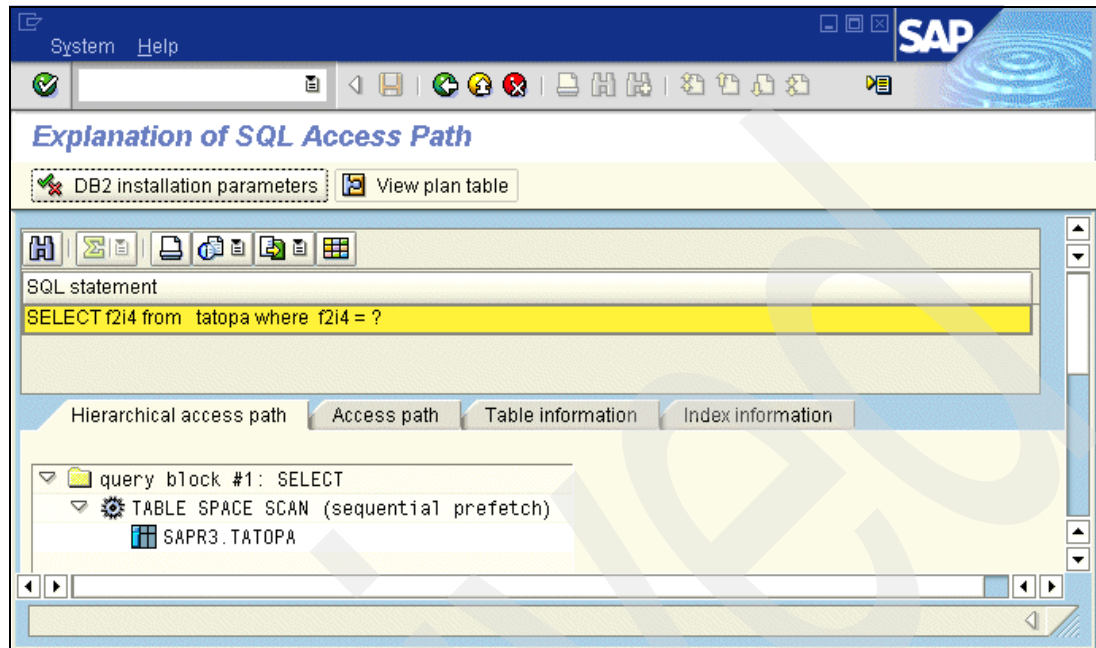 System Help
SAP
Explanation of SQL Access Path
DB2 installation parameters View plan table
SQL statement
SELECT f2i4 from tatopa where f2i4 = ?
Hierarchical access path Access path Table information Index information
query block #1: SELECT
TABLE SPACE SCAN (sequential prefetch)
SAPR3.TATOPA